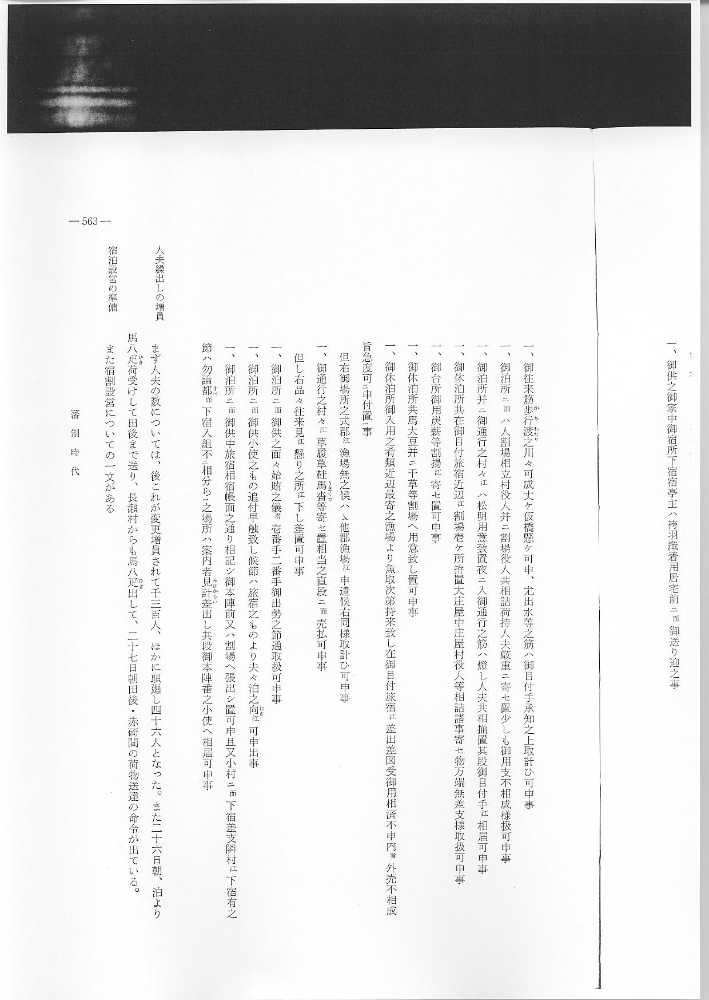 一、御供之御家中御宿所下宿宿亭主ハ袴羽織着用居宅前ニ而御送り迎之事
一、御往来筋歩行渡之川々可成丈ケ仮橋懸ケ可申、尤出水等之筋ハ御目付手承知之上取計ひ可申事
一、御泊所ニ而ハ人割場相立村役人并ニ割場役人共相詰荷持人夫厳重ニ寄セ置少しも御用支不相成様扱可申事
一、御泊所并ニ御通行之村々江ハ松明用意致置夜ニ入御通行之筋ハ燈し人夫共相揃置其段御目付手江相届可申事
一、御休泊所共在御目付旅宿近辺江割場壱ケ所拵置大庄屋中庄屋村役人等相詰諸事寄セ物万端無差支様取扱可申事
一、御台所御用炭薪等割揚江寄セ置可申事
一、御休泊所共馬大豆并ニ干草等割場へ用意致し置可申事
一、御休泊所御入用之肴類近辺最寄之漁場より魚取次第持来致し在御目付旅宿江差出差図受御用相済不申内者外売不相成
旨急度可ニ申付置ニ事
但右御場所之式郡江漁場無之候ハゝ他郡漁場江申遣候右同様取計ひ可申事
一、御通行之村々江草履草鞋馬沓等寄セ置相当之直段ニ而売払可申事
但し右品々往来見江懸り之所江下し差置可申事
一、御泊所ニ而御供之面々始賄之儀者壱番手二番手御出勢之節通取扱可申事
一、御泊所ニ而御供小使之もの追付早触致し候節ハ旅宿之ものより夫々泊之向江可申出事
一、御泊所ニ而御供中旅宿相宿帳面之通り相記シ御本陣前又ハ割場へ張出シ置可申且又小村ニ而下宿差支隣村江下宿有之
節ハ勿論都而下宿入組不ニ相分らニ之場所ハ案内者見計差出し其段御本陣番之小使へ相届可申事
人夫繰出しの増員
まず人夫の数については、後これが変更増員されて千三百人、ほかに頭廻し四十六人となった。また二十六日朝、泊より
馬八疋荷受けして田後まで送り、長瀬村からも馬八疋出して、二十七日朝田後・赤碕間の荷物送達の命令が出ている。
宿泊設営の準備
また宿割設営についての一文がある
藩制時代
— 563 —